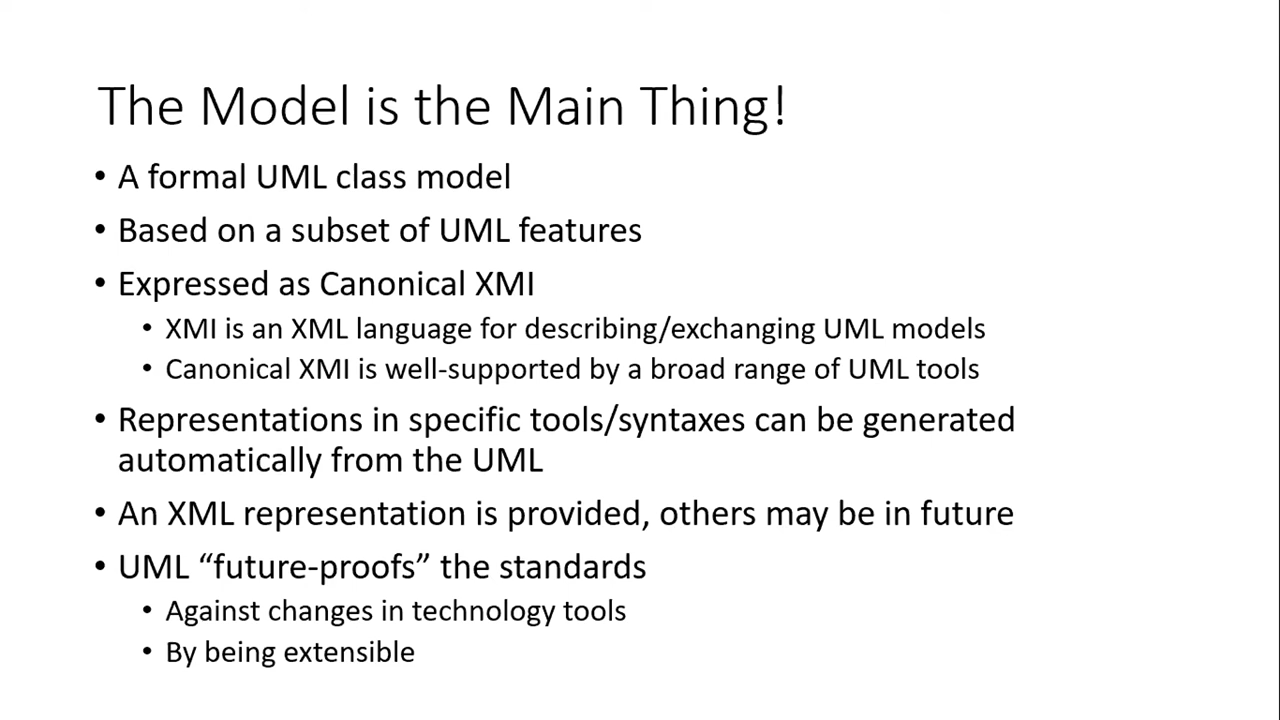 The Model is the Main Thing!
• A formal UML class model
• Based on a subset of UML features
• Expressed as Canonical XMI
• XMI is an XML language for describing/exchanging UML models
• Canonical XMI is well-supported by a broad range of UML tools
• Representations in specific tools/syntaxes can be generated
automatically from the UML
• An XML representation is provided, others may be in future
• UML “future-proofs” the standards
• Against changes in technology tools
• By being extensible